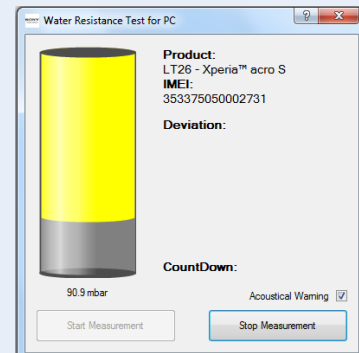 SONY
Water Resistance Test for PC
Product:
LT26 - Xperia™ acro S
IMEI:
353375050002731
Deviation:
CountDown:
90.9 mbar
Acoustical Warning
Start Measurement
Stop Measurement